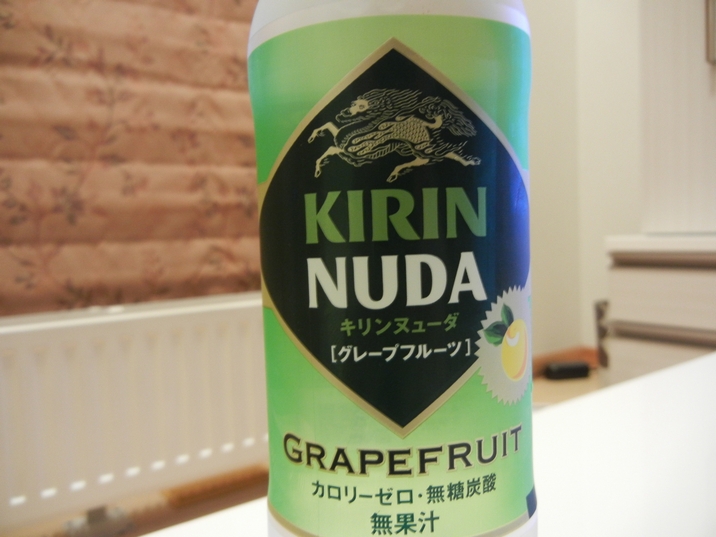 KIRIN
NUDA
キリンヌューダ
[グレープフルーツ]
GRAPEFRUIT
カロリーゼロ・無糖炭酸
無果汁